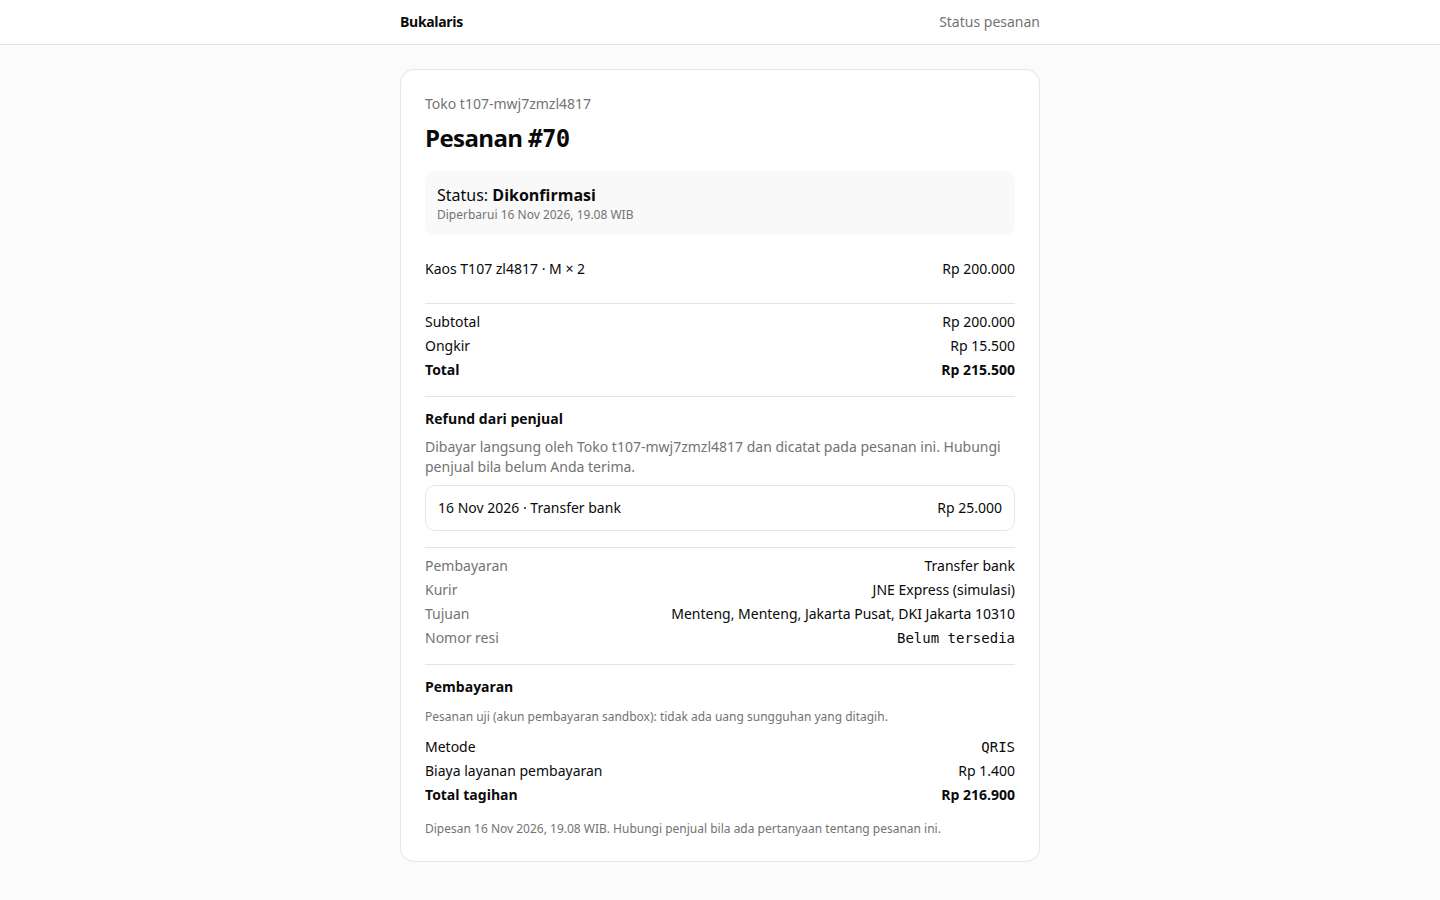 Bukalaris
Status pesanan
Toko t107-mwj7zmzl4817
Pesanan #70
Status: Dikonfirmasi
Diperbarui 16 Nov 2026, 19.08 WIB
Kaos T107 zl4817 · M × 2 Rp 200.000
Subtotal Rp 200.000
Ongkir Rp 15.500
Total Rp 215.500
Refund dari penjual
Dibayar langsung oleh Toko t107-mwj7zmzl4817 dan dicatat pada pesanan ini. Hubungi
penjual bila belum Anda terima.
16 Nov 2026 · Transfer bank Rp 25.000
Pembayaran Transfer bank
Kurir JNE Express (simulasi)
Tujuan Menteng, Menteng, Jakarta Pusat, DKI Jakarta 10310
Nomor resi Belum tersedia
Pembayaran
Pesanan uji (akun pembayaran sandbox): tidak ada uang sungguhan yang ditagih.
Metode QRIS
Biaya layanan pembayaran Rp 1.400
Total tagihan Rp 216.900
Dipesan 16 Nov 2026, 19.08 WIB. Hubungi penjual bila ada pertanyaan tentang pesanan ini.